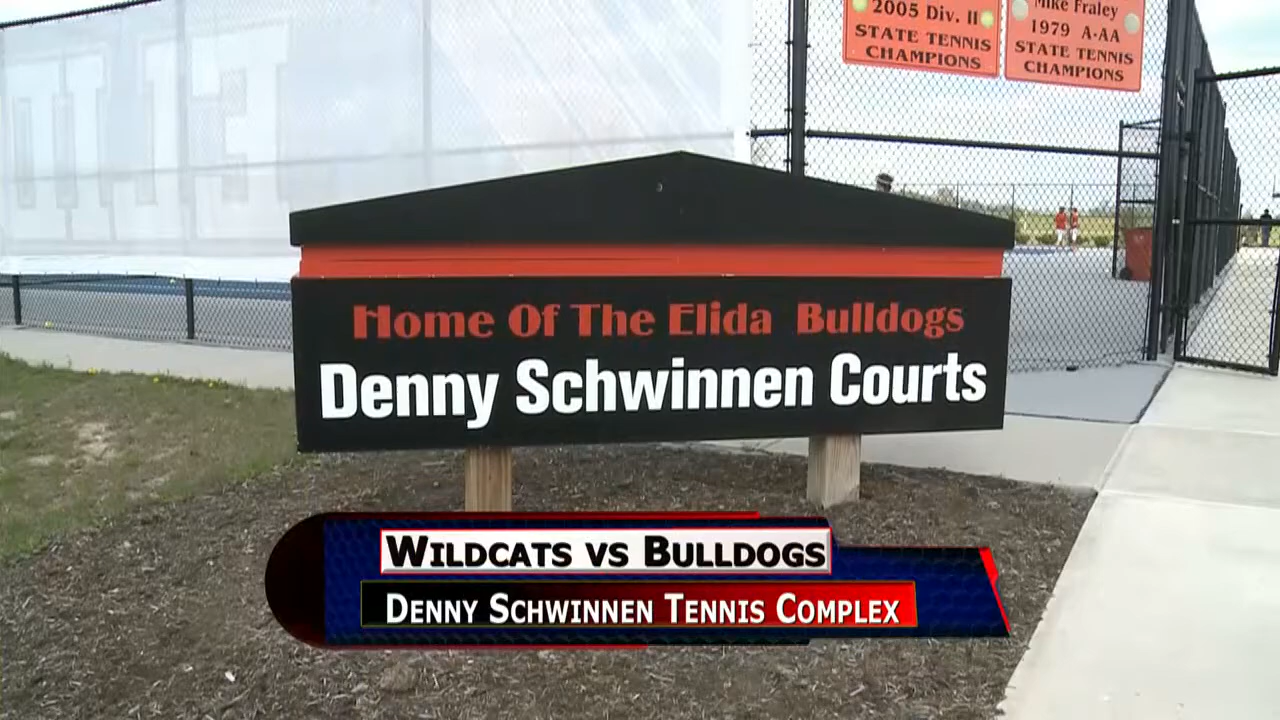 2005 Div. II
STATE TENNIS
CHAMPIONS
Mike Fraley
1979 A-AA
STATE TENNIS
CHAMPIONS
Home Of The Elida Bulldogs
Denny Schwinnen Courts
WILDCATS VS BULLDOGS
DENNY SCHWINNEN TENNIS COMPLEX